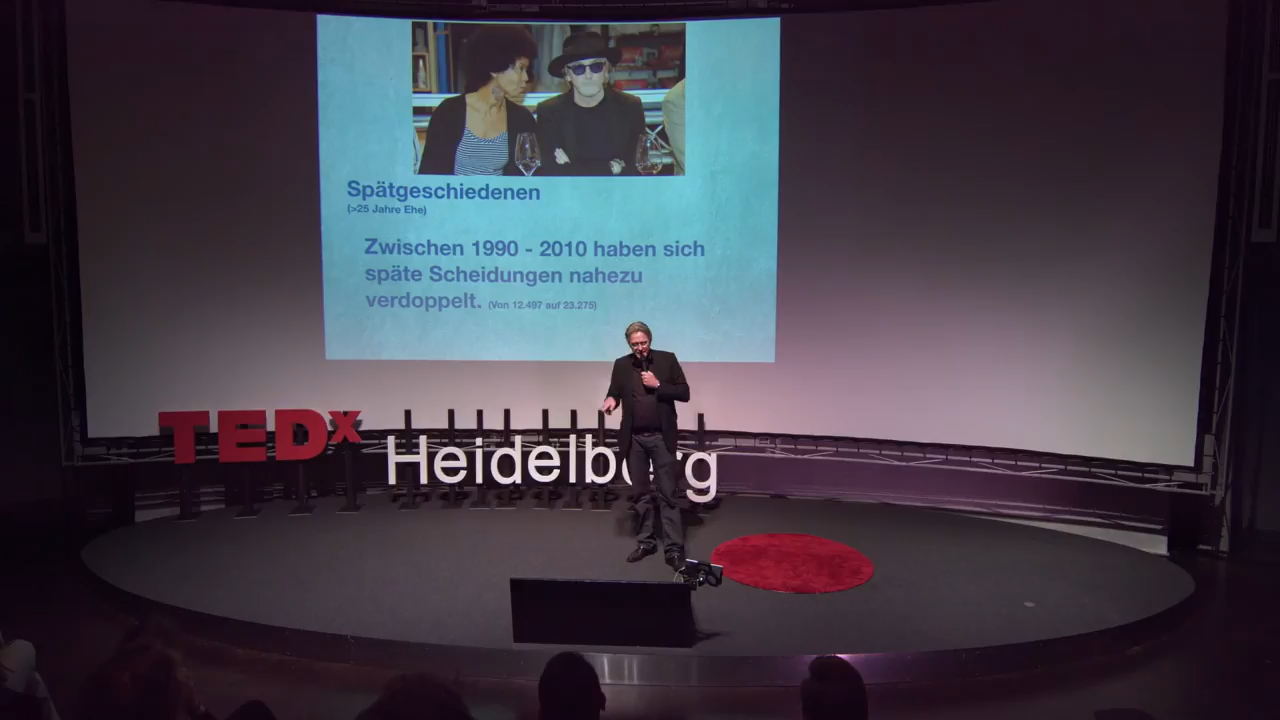 Spätgeschiedenen
(>25 Jahre Ehe)
Zwischen 1990 - 2010 haben sich
späte Scheidungen nahezu
verdoppelt. (Von 12.497 auf 23.275)
TEDx
Heidelberg